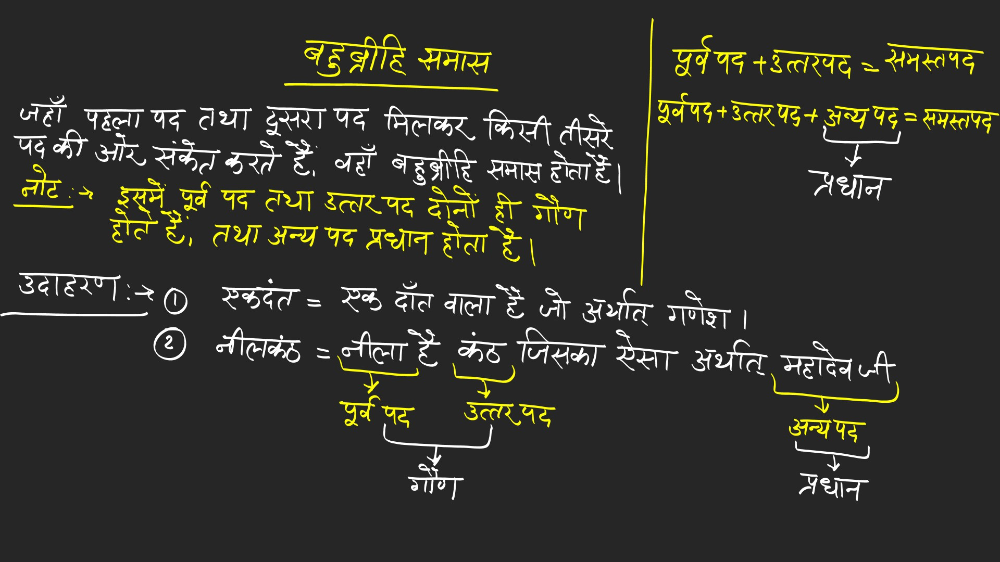 बहुब्रीहि समास
जहाँ पहला पद तथा दूसरा पद मिलकर किसी तीसरे
पद की ओर संकेत करते हैं, वहाँ बहुब्रीहि समास होता है।
नोट :→ इसमें पूर्व पद तथा उत्तर पद दोनों ही गौण
होते हैं, तथा अन्य पद प्रधान होता है।
पूर्व पद + उत्तरपद = समस्तपद
पूर्वपद + उत्तर पद + अन्य पद = समस्तपद
प्रधान
उदाहरण :→ ① एकदंत = एक दाँत वाला है जो अर्थात् गणेश।
② नीलकंठ = नीला है कंठ जिसका ऐसा अर्थात् महादेव जी
पूर्व पद उत्तर पद अन्य पद
गौण प्रधान